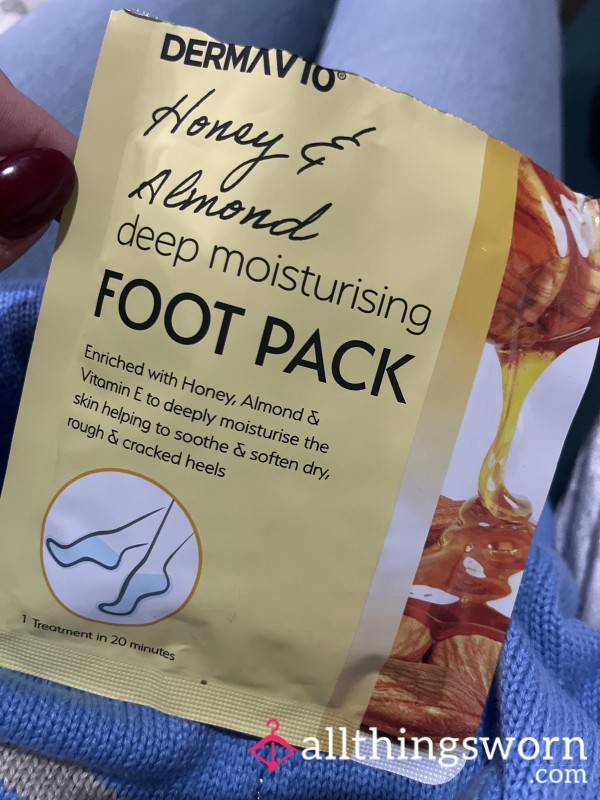 DERMAV10®
Honey &
Almond
deep moisturising
FOOT PACK
Enriched with Honey, Almond &
Vitamin E to deeply moisturise the
skin helping to soothe & soften dry,
rough & cracked heels
1 Treatment in 20 minutes
allthingsworn
.com